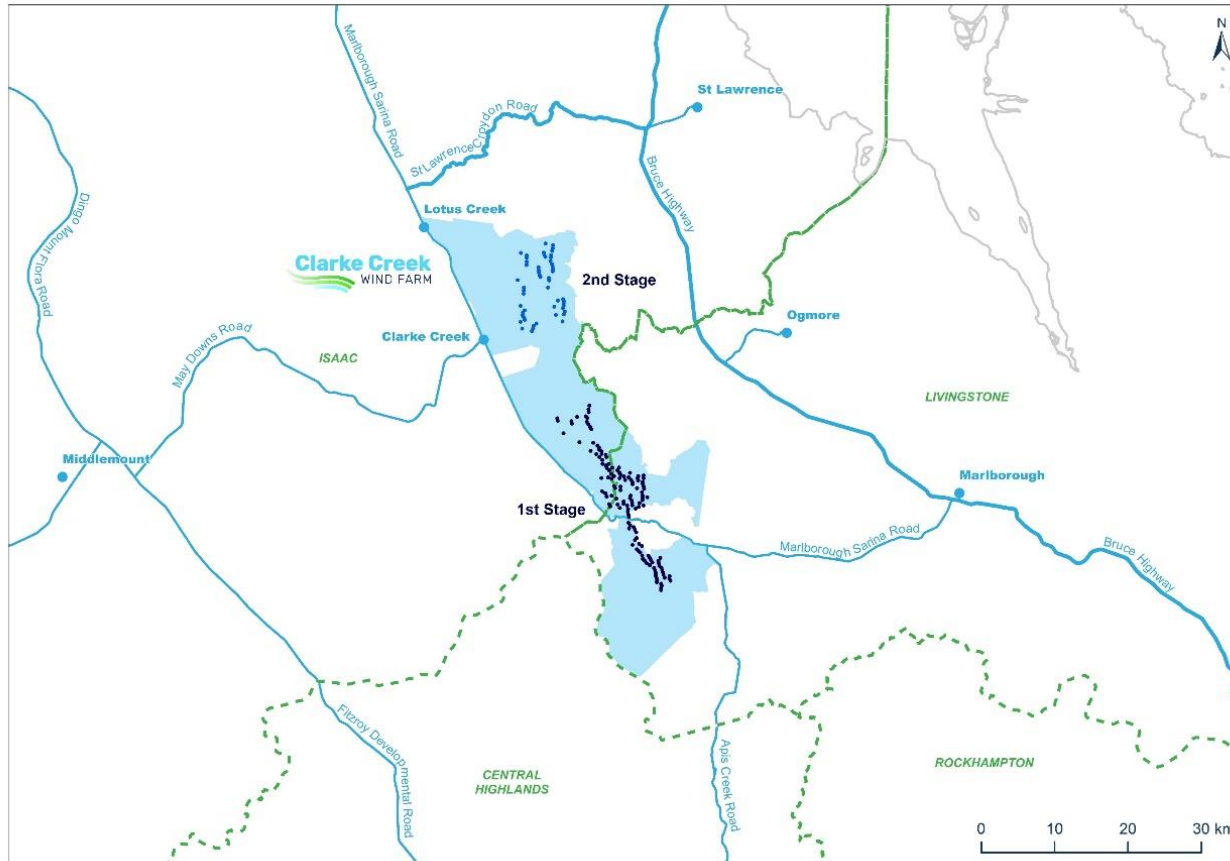 N
Marlborough Sarina Road
St Lawrence
St Lawrence Croydon Road
Bruce Highway
Dingo Mount Flora Road
Lotus Creek
Clarke Creek
WIND FARM
2nd Stage
Ogmore
Clarke Creek
May Downs Road
ISAAC
LIVINGSTONE
Middlemount
Marlborough
1st Stage
Marlborough Sarina Road
Bruce Highway
Fitzroy Developmental Road
Apis Creek Road
CENTRAL
HIGHLANDS
ROCKHAMPTON
0 10 20 30 km